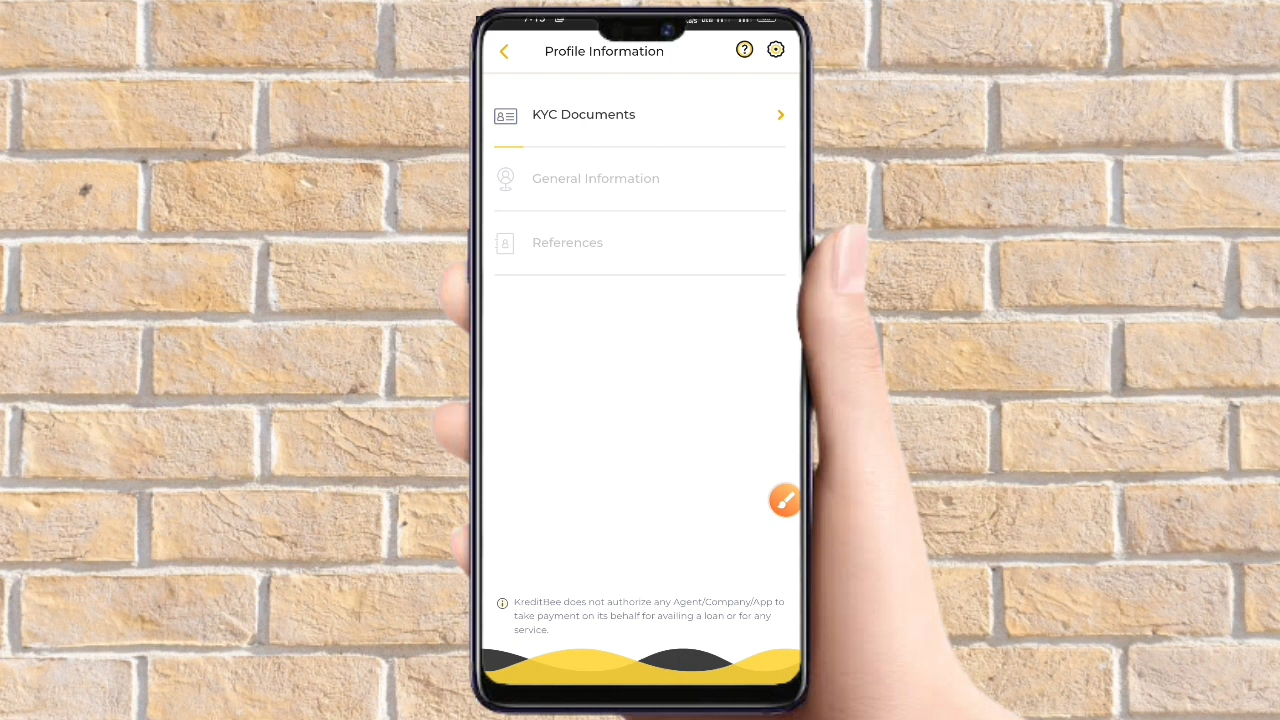 Profile Information
KYC Documents
General Information
References
KreditBee does not authorize any Agent/Company/App to
take payment on its behalf for availing a loan or for any
service.